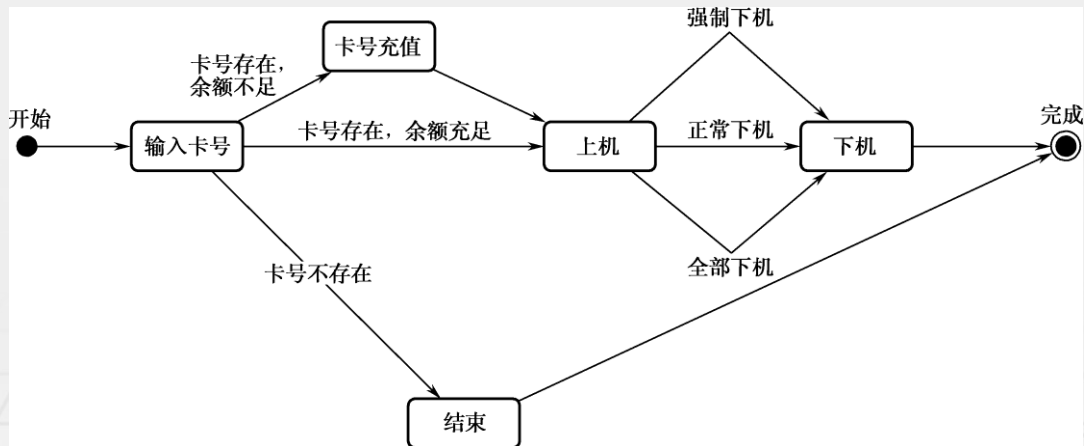 强制下机
卡号充值
卡号存在，
余额不足
开始
卡号存在，余额充足
正常下机
完成
输入卡号
上机
下机
卡号不存在
全部下机
结束